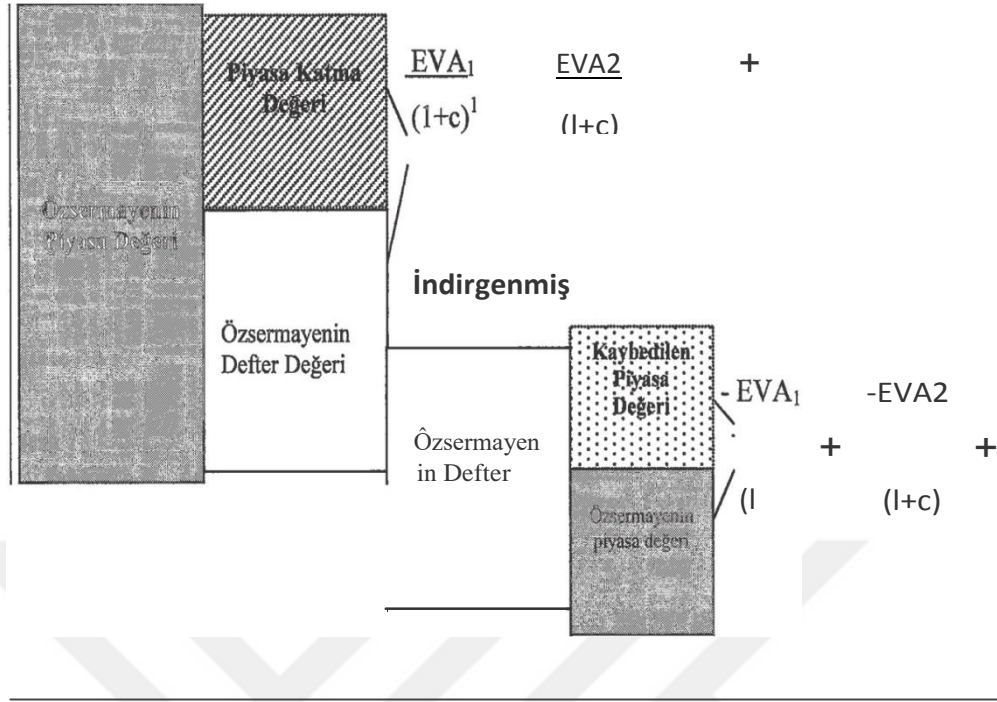 Piyasa Katma
Değeri
EVA₁
(1+c)¹
EVA2
(l+c)
+
Özsermayenin
Piyasa Değeri
İndirgenmiş
Özsermayenin
Defter Değeri
Kaybedilen
Piyasa
Değeri
- EVA₁
-EVA2
+
+
(l
(l+c)
Ôzsermayen
in Defter
Özsermayenin
piyasa değeri